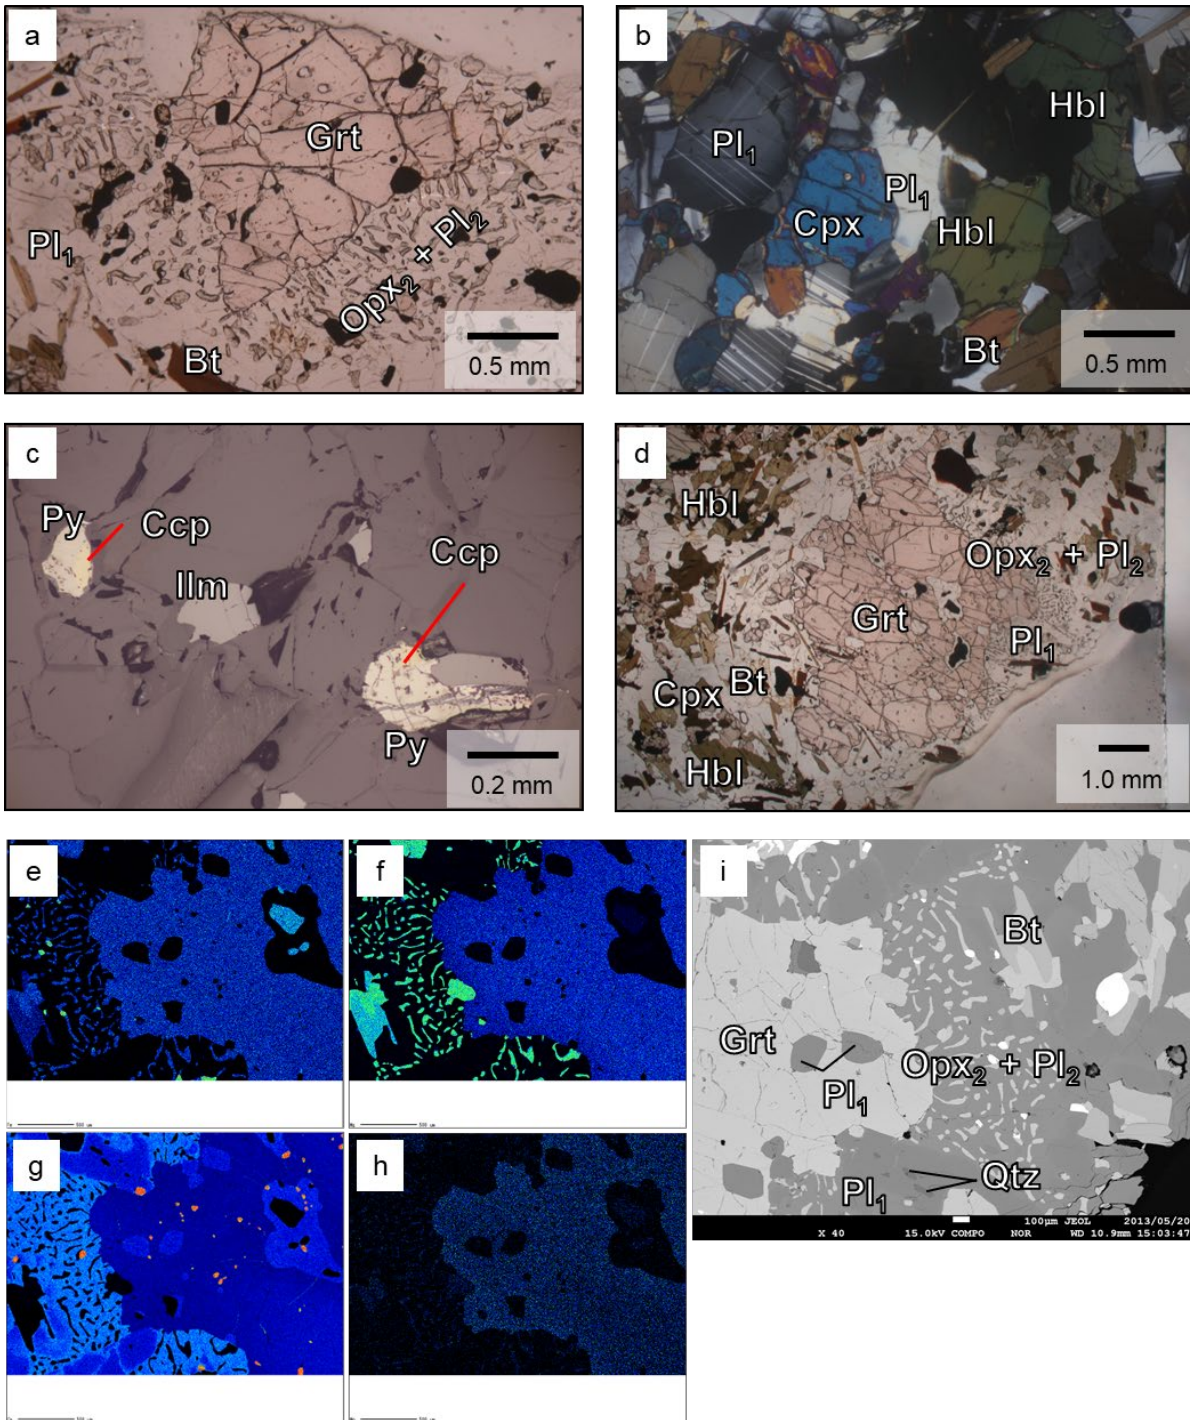 a
Grt
Pl1
Opx2 + Pl2
Bt
0.5 mm
b
Hbl
Pl1
Pl1
Cpx
Hbl
Bt
0.5 mm
c
Py
Ccp
Ccp
Ilm
Py
0.2 mm
d
Hbl
Opx2 + Pl2
Grt
Pl1
Bt
Cpx
Hbl
1.0 mm
e
f
g
h
i
Bt
Grt
Opx2 + Pl2
Pl1
Qtz
Pl1
100μm JEOL 2013/05/20
X 40 15.0kV COMPO NOR WD 10.9mm 15:03:47